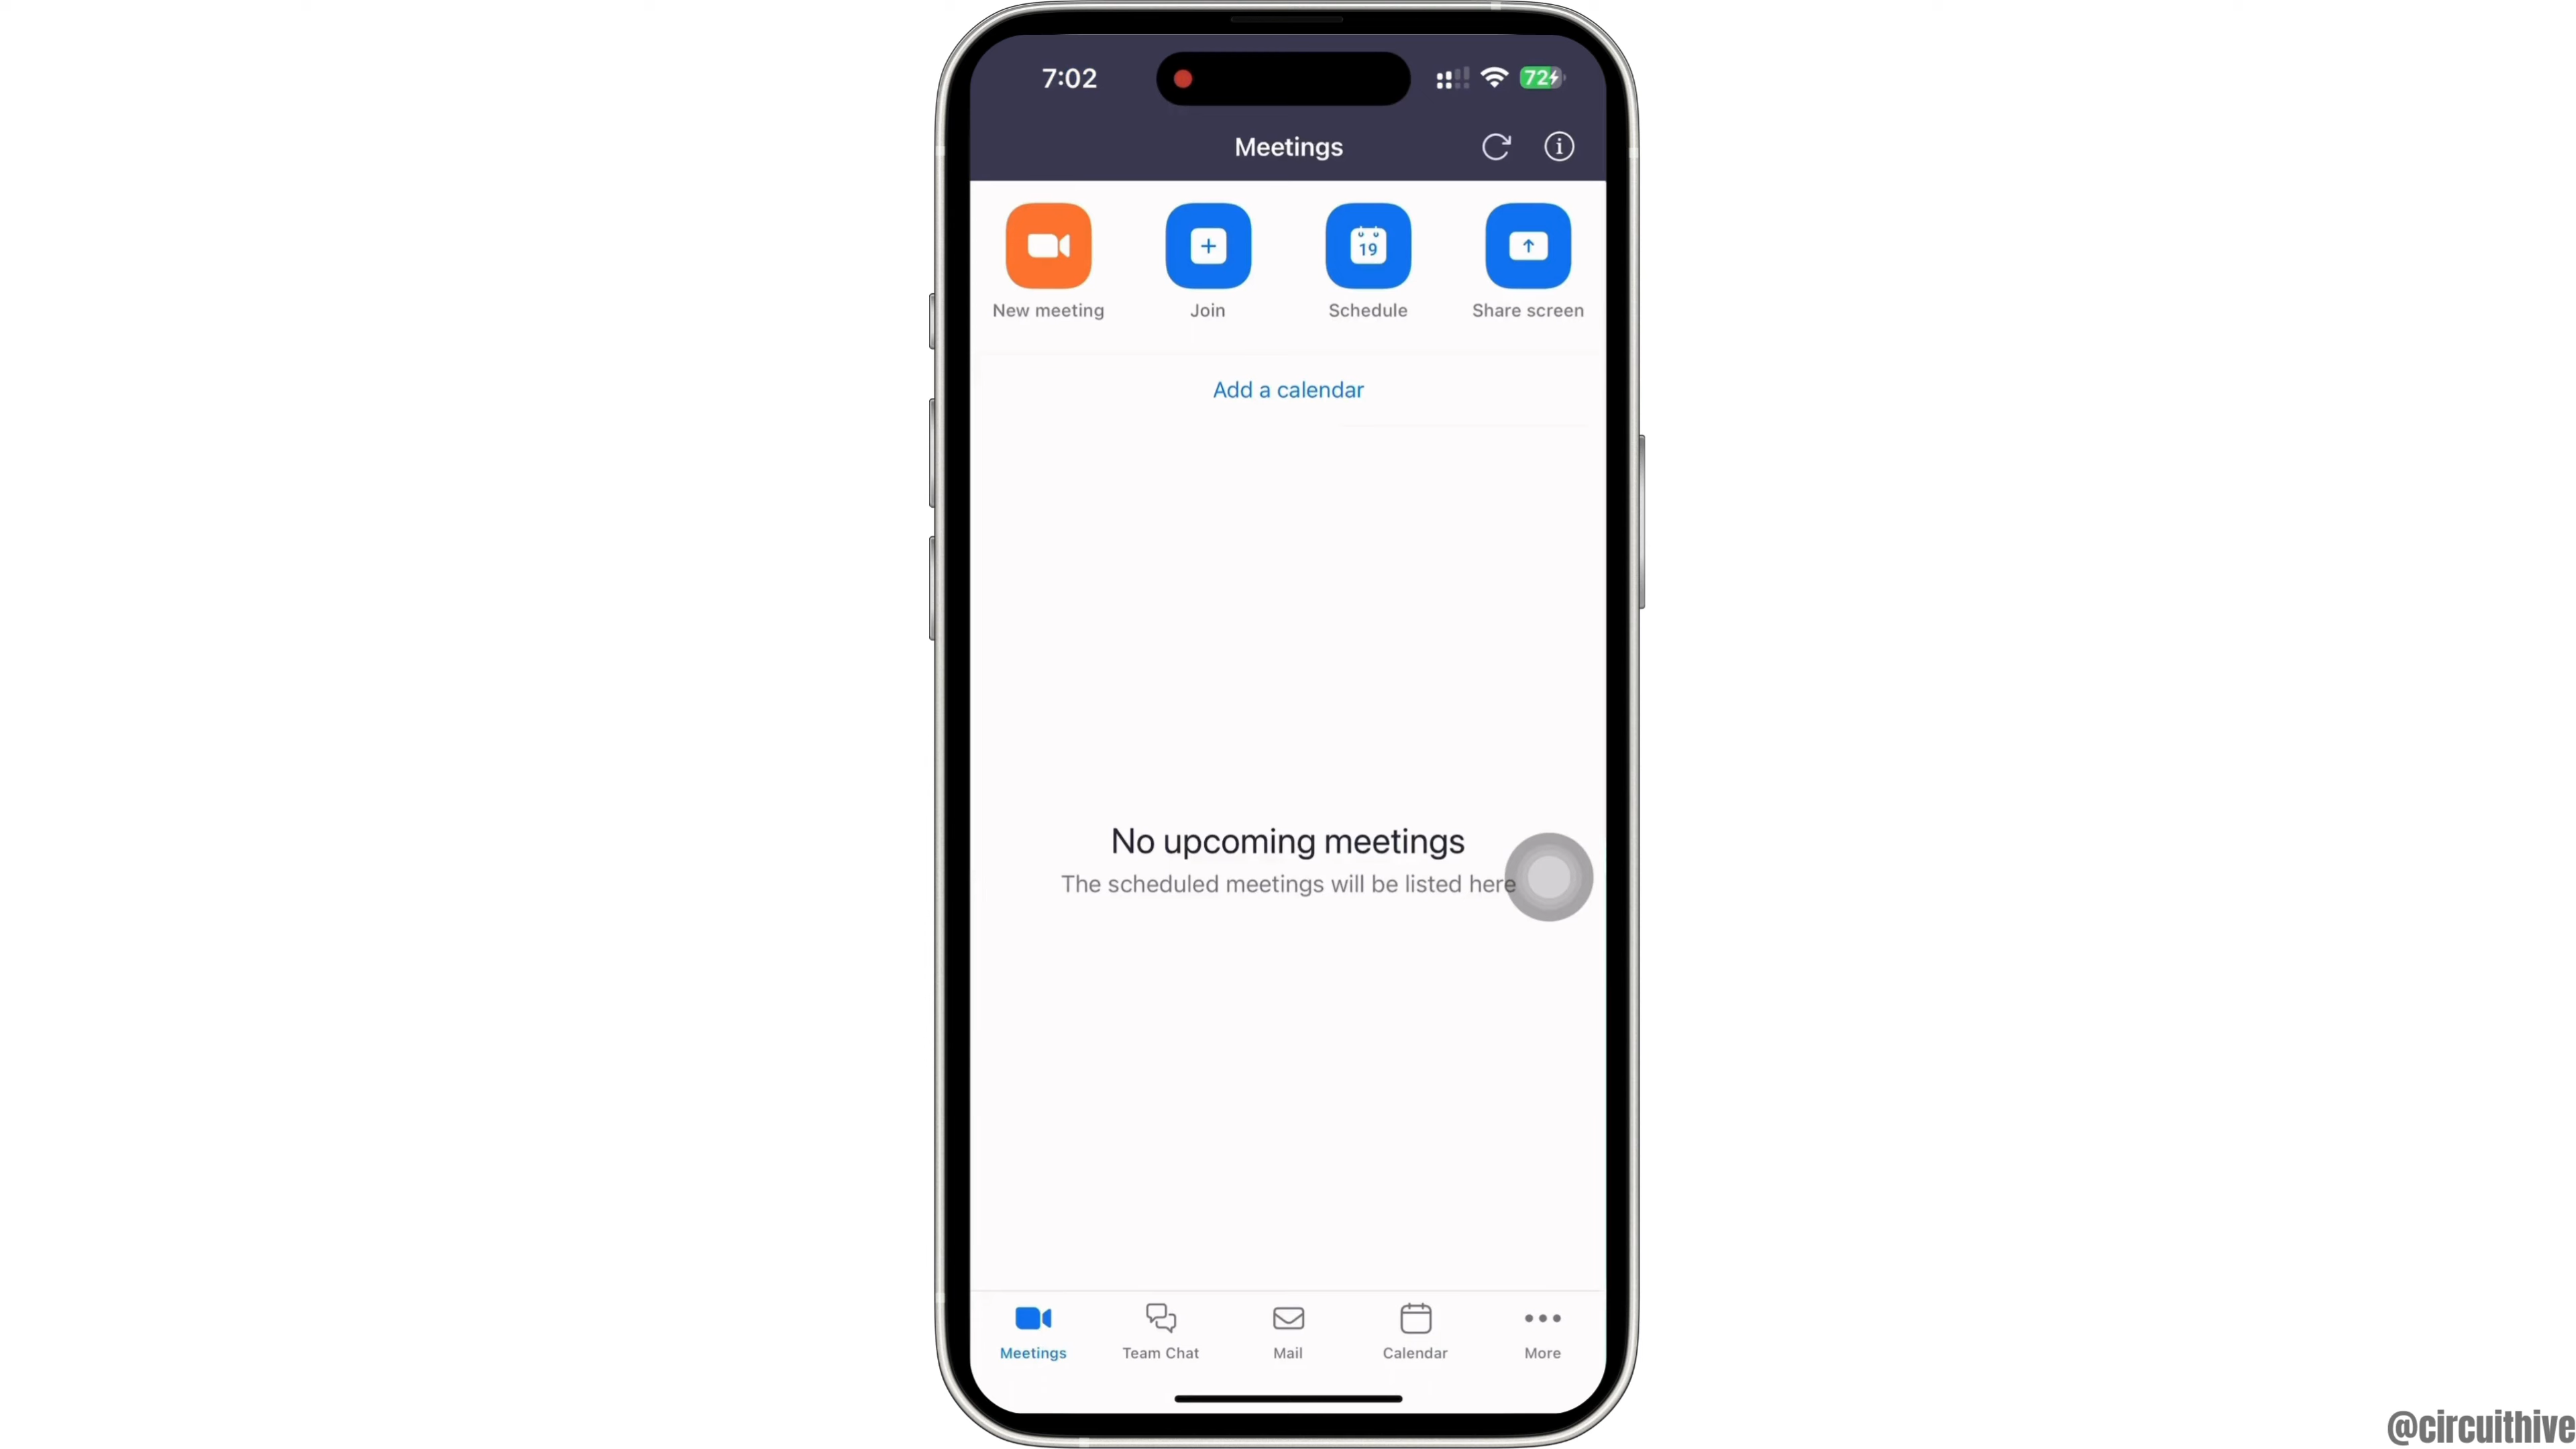 7:02
72
Meetings
19
New meeting
Join
Schedule
Share screen
Add a calendar
No upcoming meetings
The scheduled meetings will be listed here
Meetings
Team Chat
Mail
Calendar
More
@circuithive